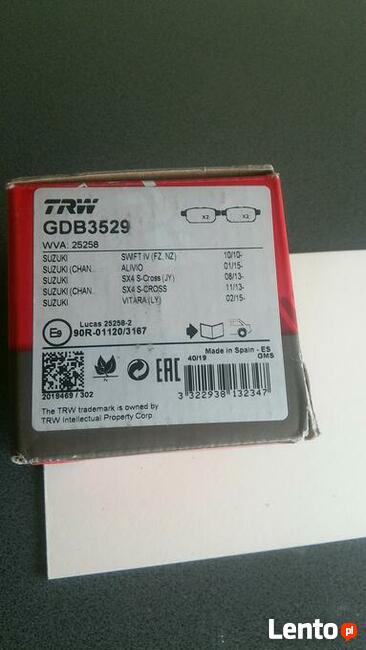 TRW
GDB3529
WVA: 25258
X2 X2
SUZUKI SWIFT IV (FZ, NZ) 10/10-
SUZUKI (CHAN.. ALIVIO 01/15-
SUZUKI SX4 S-Cross (JY) 08/13-
SUZUKI (CHAN.. SX4 S-CROSS 11/13-
SUZUKI VITARA (LY) 02/15-
E9
Lucas 25258-2
90R-01120/3167
Made in Spain - ES
40/19 GMS
EAC
3 322938 132347
2019469 / 302
The TRW trademark is owned by
TRW Intellectual Property Corp.
Lento pl